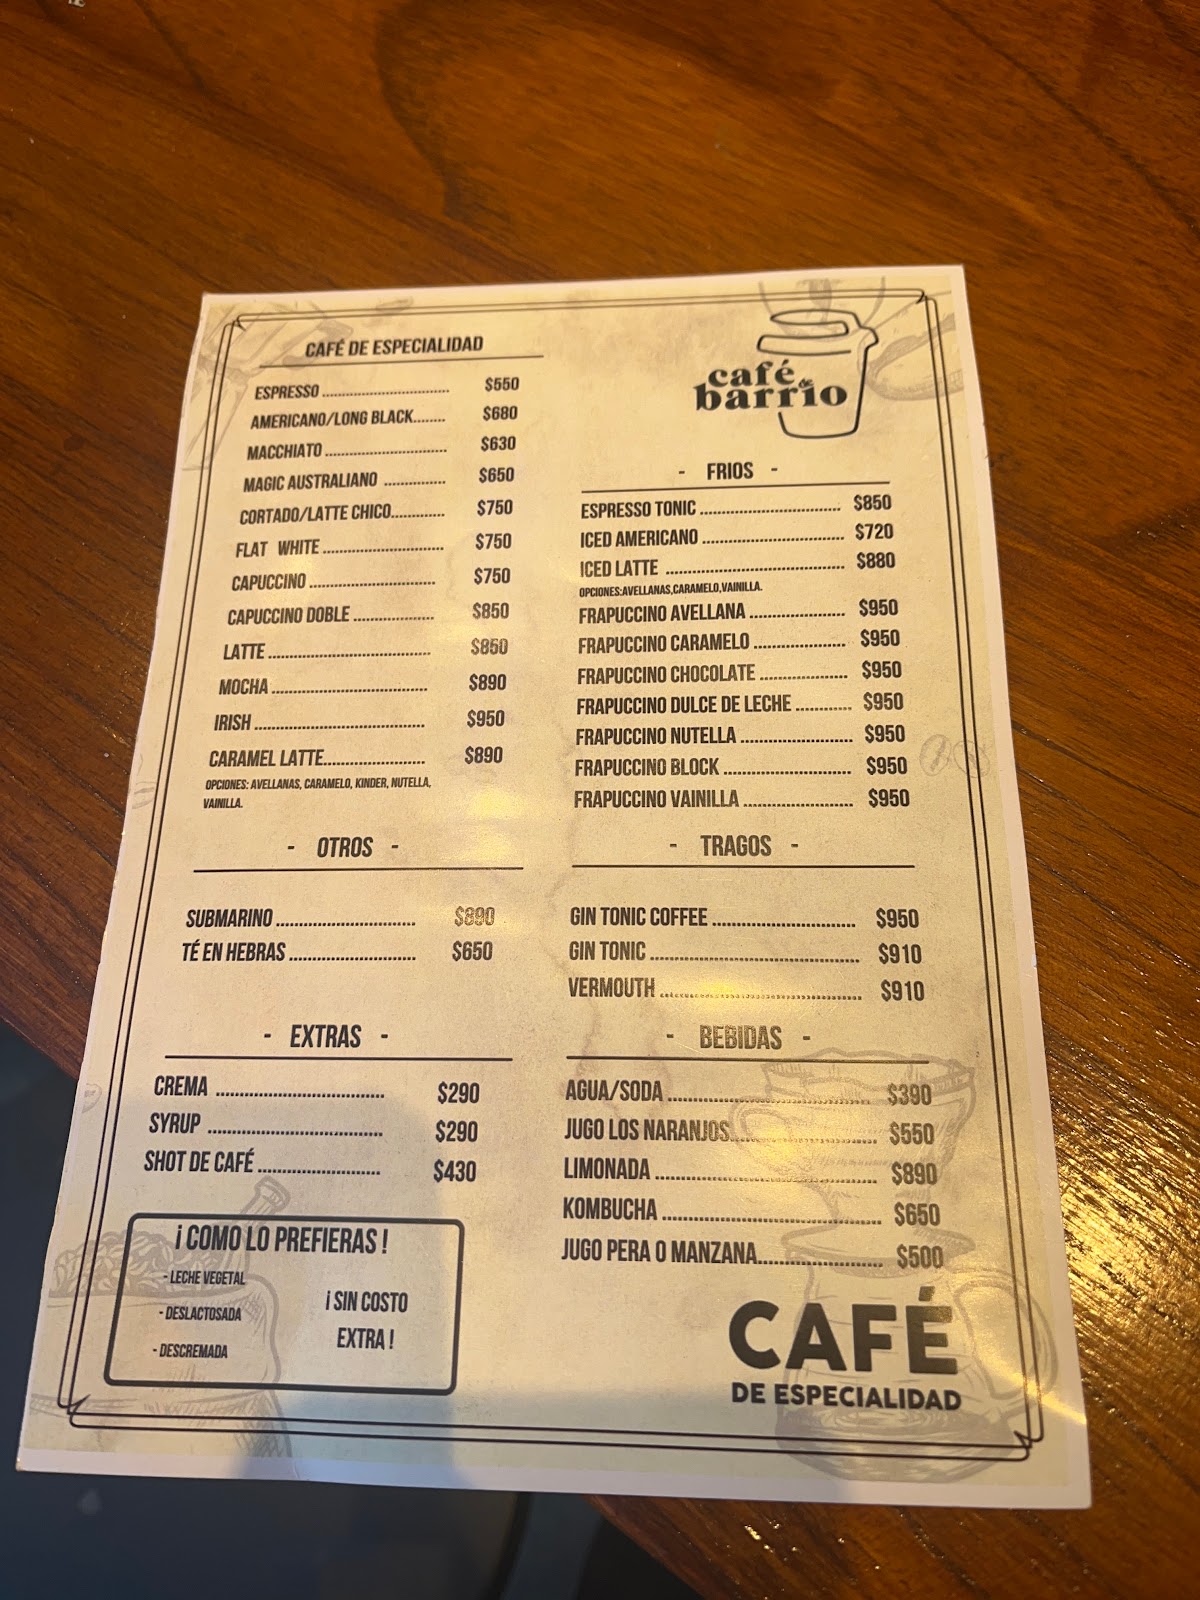 CAFÉ DE ESPECIALIDAD
ESPRESSO ........ $550
AMERICANO/LONG BLACK........ $680
MACCHIATO ........ $630
MAGIC AUSTRALIANO ........ $650
CORTADO/LATTE CHICO........ $750
FLAT WHITE ........ $750
CAPUCCINO ........ $750
CAPUCCINO DOBLE ........ $850
LATTE ........ $850
MOCHA ........ $890
IRISH ........ $950
CARAMEL LATTE........ $890
OPCIONES: AVELLANAS, CARAMELO, KINDER, NUTELLA,
VAINILLA.
- OTROS -
SUBMARINO ........ $890
TÉ EN HEBRAS ........ $650
- EXTRAS -
CREMA ........ $290
SYRUP ........ $290
SHOT DE CAFÉ ........ $430
¡ COMO LO PREFIERAS !
- LECHE VEGETAL
- DESLACTOSADA
- DESCREMADA
¡ SIN COSTO
EXTRA !
café de
barrio
- FRIOS -
ESPRESSO TONIC ........ $850
ICED AMERICANO ........ $720
ICED LATTE ........ $880
OPCIONES:AVELLANAS,CARAMELO,VAINILLA.
FRAPUCCINO AVELLANA ........ $950
FRAPUCCINO CARAMELO ........ $950
FRAPUCCINO CHOCOLATE ........ $950
FRAPUCCINO DULCE DE LECHE ........ $950
FRAPUCCINO NUTELLA ........ $950
FRAPUCCINO BLOCK ........ $950
FRAPUCCINO VAINILLA ........ $950
- TRAGOS -
GIN TONIC COFFEE ........ $950
GIN TONIC ........ $910
VERMOUTH ........ $910
- BEBIDAS -
AGUA/SODA ........ $390
JUGO LOS NARANJOS........ $550
LIMONADA ........ $890
KOMBUCHA ........ $650
JUGO PERA O MANZANA........ $500
CAFÉ
DE ESPECIALIDAD